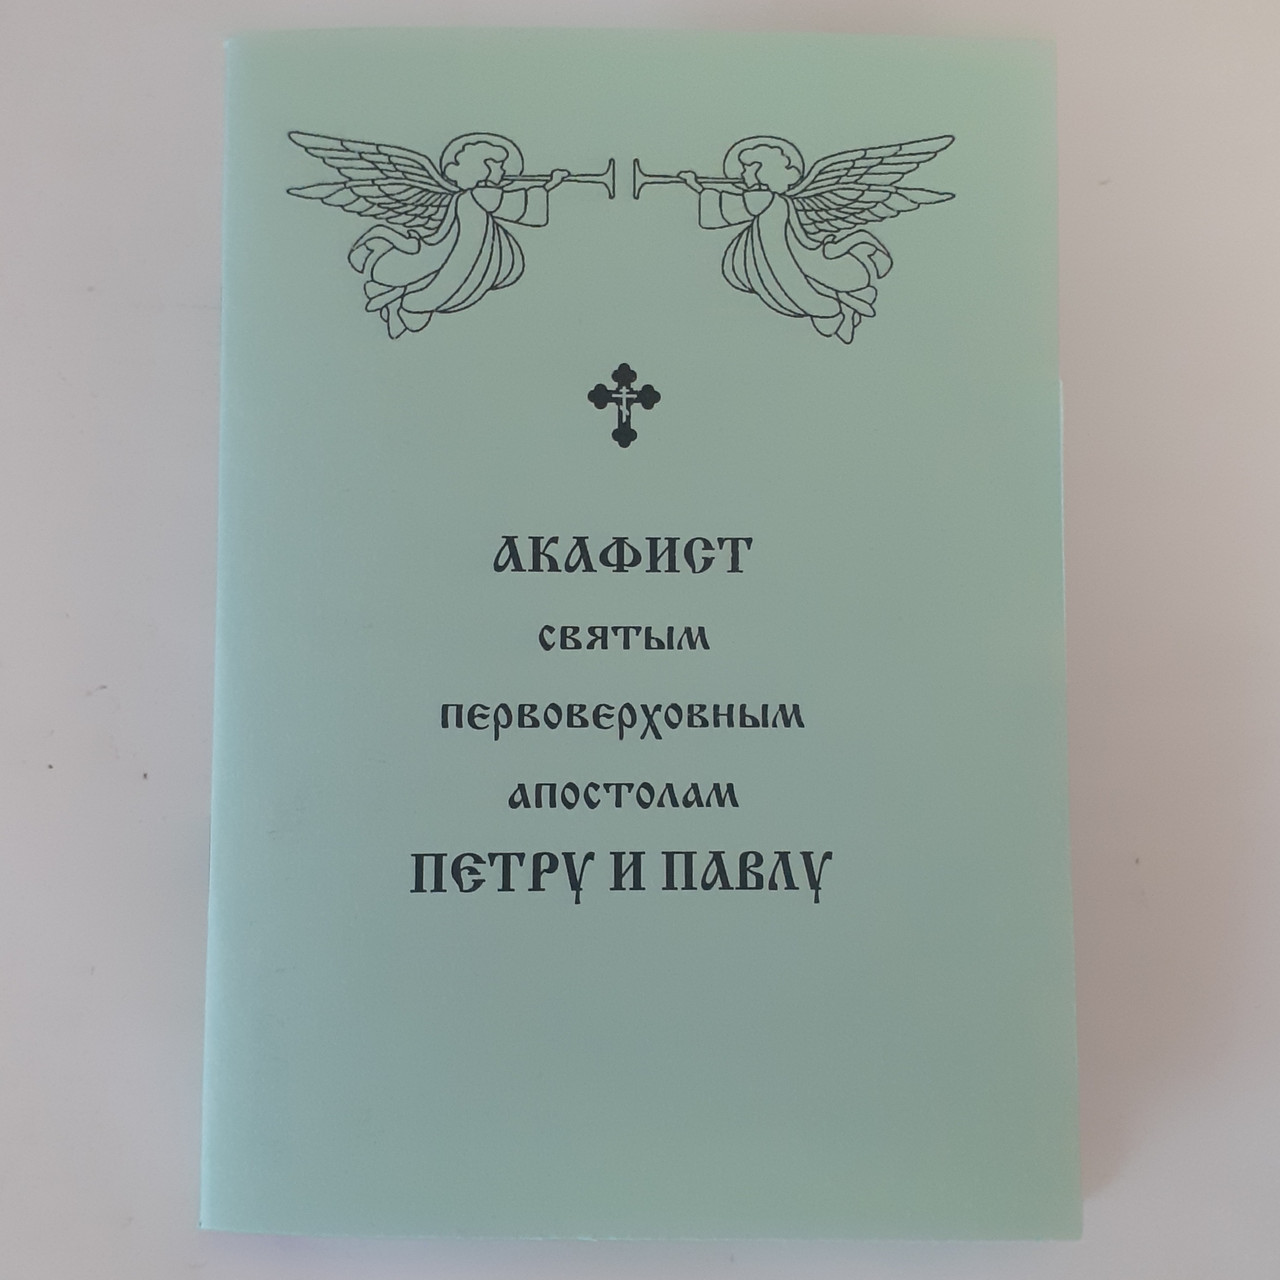 АКАФИСТ
святым
первоверховным
апостолам
ПЕТРУ И ПАВЛУ